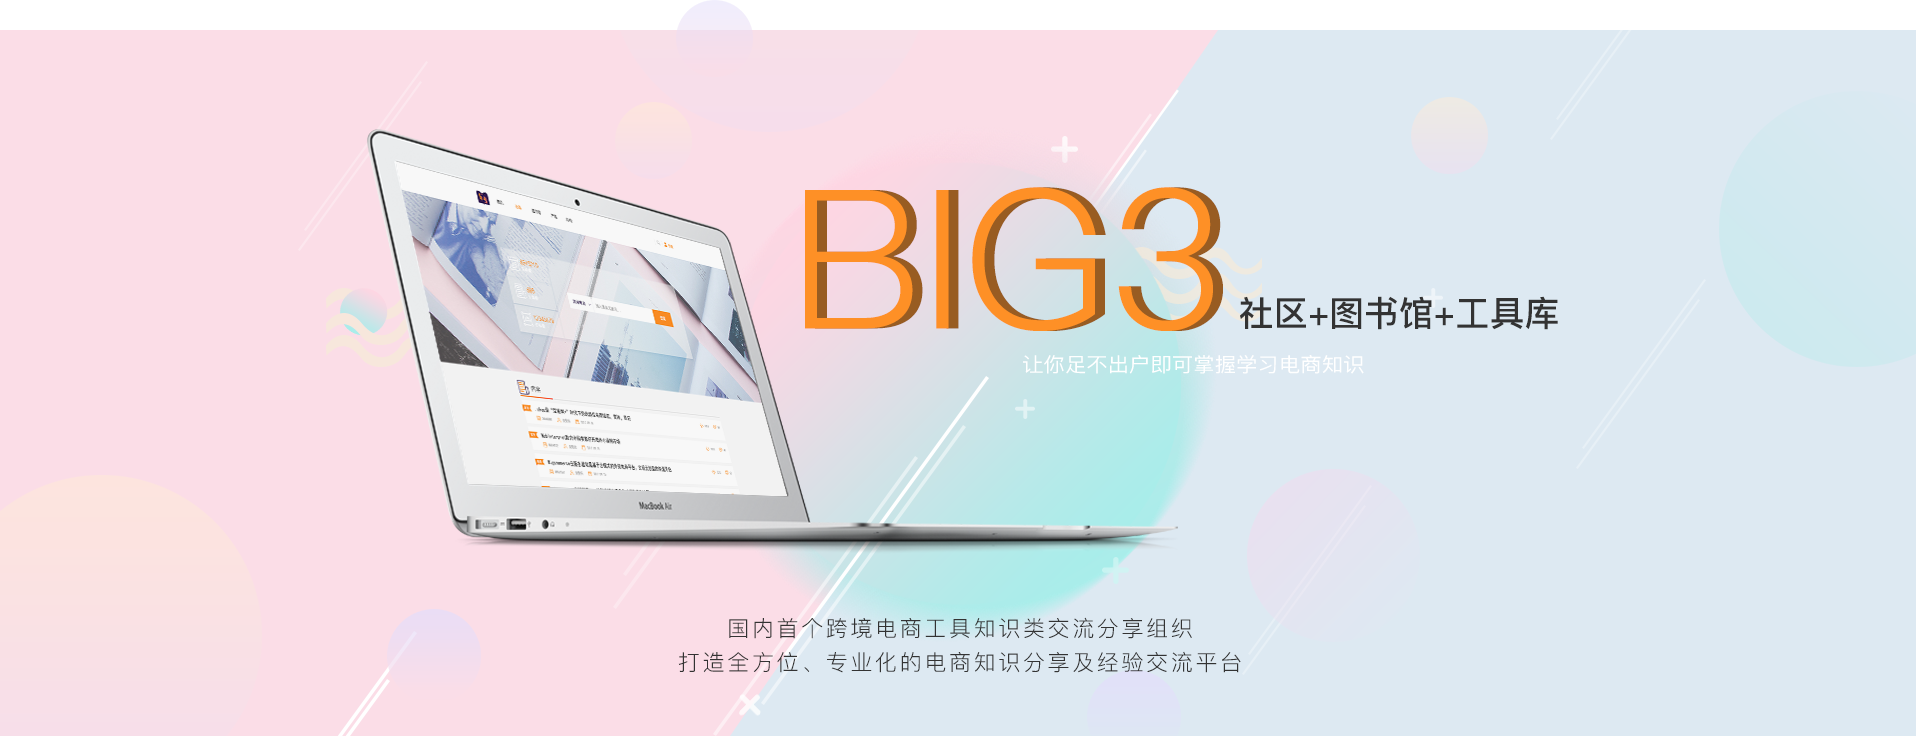 BIG3
社区+图书馆+工具库
让你足不出户即可掌握学习电商知识
MacBook Air
国内首个跨境电商工具知识类交流分享组织
打造全方位、专业化的电商知识分享及经验交流平台